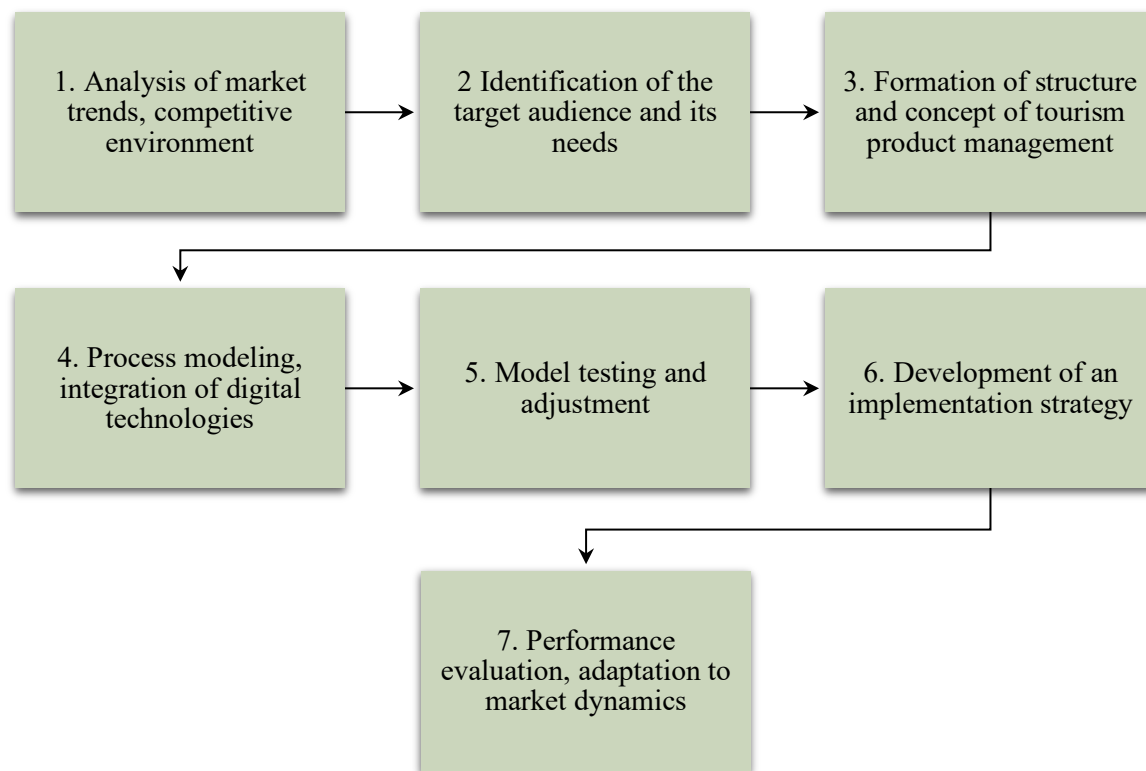 1. Analysis of market
trends, competitive
environment
2 Identification of the
target audience and its
needs
3. Formation of structure
and concept of tourism
product management
4. Process modeling,
integration of digital
technologies
5. Model testing and
adjustment
6. Development of an
implementation strategy
7. Performance
evaluation, adaptation to
market dynamics